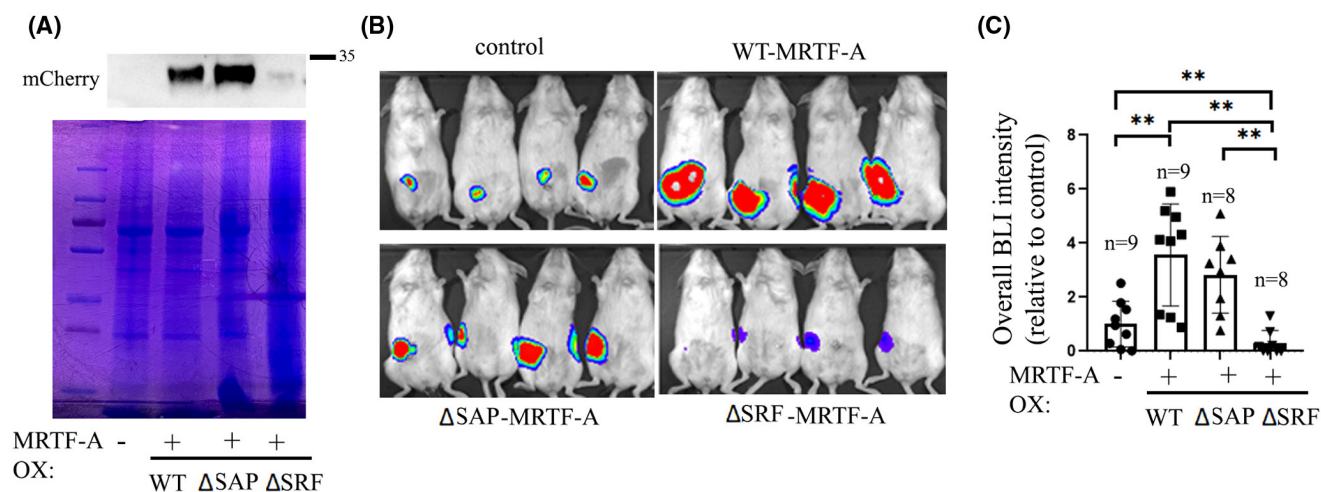 (A)
mCherry
35
MRTF-A - + + +
OX:
WT ΔSAP ΔSRF
(B)
control
WT-MRTF-A
ΔSAP-MRTF-A
ΔSRF-MRTF-A
(C)
Overall BLI intensity
(relative to control)
8
6
4
2
0
**
**
**
**
n=9
n=9
n=8
n=8
MRTF-A - + + +
OX:
WT ΔSAP ΔSRF